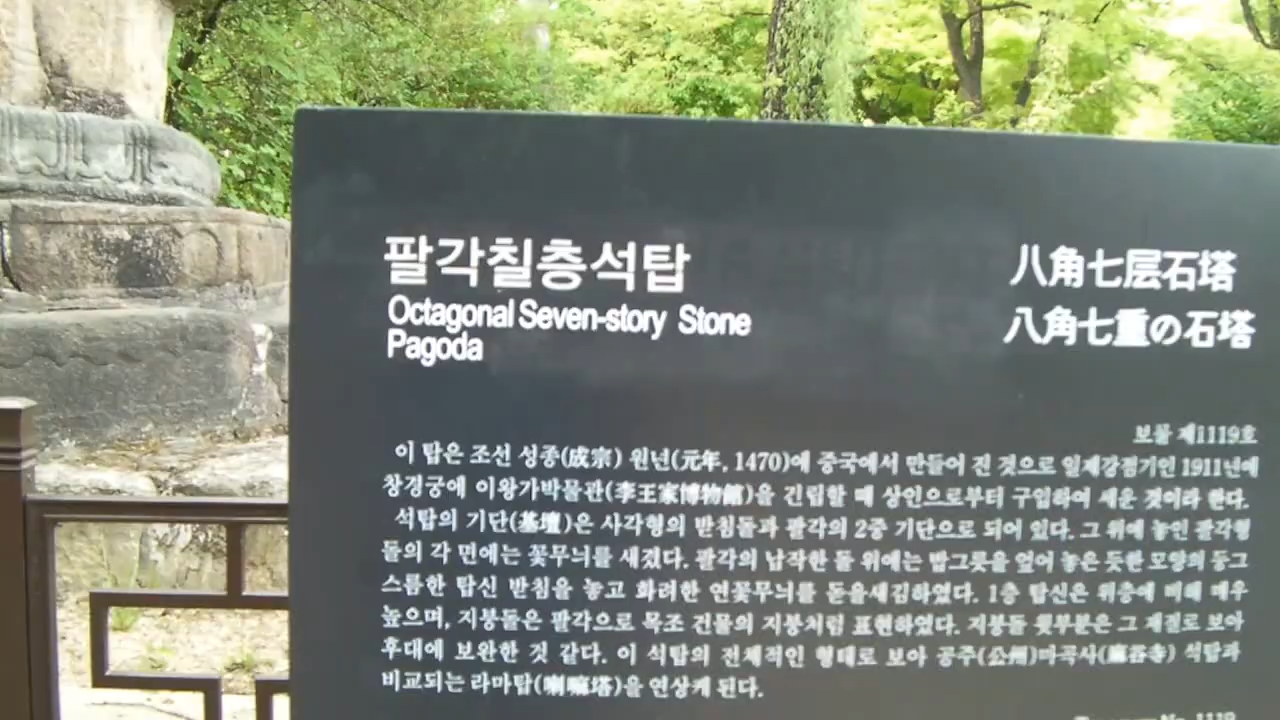 팔각칠층석탑
Octagonal Seven-story Stone
Pagoda
八角七层石塔
八角七重の石塔
보물 제1119호
이 탑은 조선 성종(成宗) 원년(元年, 1470)에 중국에서 만들어 진 것으로 일제강점기인 1911년에
창경궁에 이왕가박물관(李王家博物館)을 건립할 때 상인으로부터 구입하여 세운 것이라 한다.
석탑의 기단(基壇)은 사각형의 받침돌과 팔각의 2중 기단으로 되어 있다. 그 위에 놓인 팔각형
돌의 각 면에는 꽃무늬를 새겼다. 팔각의 납작한 돌 위에는 밥그릇을 엎어 놓은 듯한 모양의 둥그
스름한 탑신 받침을 놓고 화려한 연꽃무늬를 돋을새김하였다. 1층 탑신은 위층에 비해 매우
높으며, 지붕돌은 팔각으로 목조 건물의 지붕처럼 표현하였다. 지붕돌 윗부분은 그 재질로 보아
후대에 보완한 것 같다. 이 석탑의 전체적인 형태로 보아 공주(公州)마곡사(麻谷寺) 석탑과
비교되는 라마탑(喇嘛塔)을 연상케 된다.